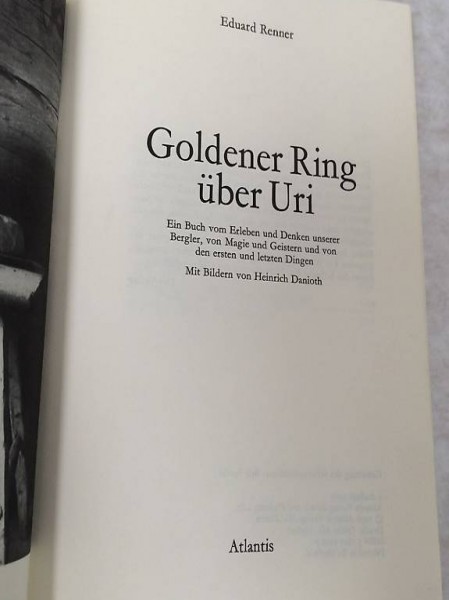 Eduard Renner
Goldener Ring
über Uri
Ein Buch vom Erleben und Denken unserer
Bergler, von Magie und Geistern und von
den ersten und letzten Dingen
Mit Bildern von Heinrich Danioth
Atlantis